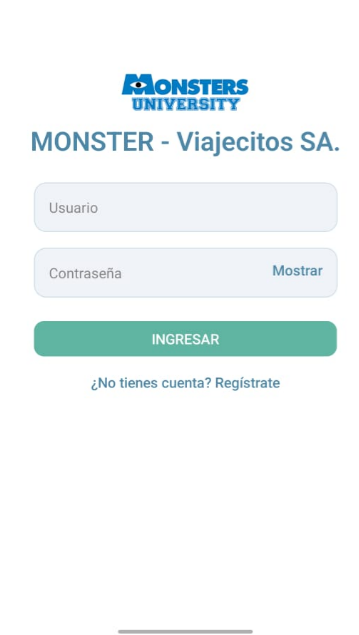 MONSTERS
UNIVERSITY
MONSTER - Viajecitos SA.
Usuario
Contraseña
Mostrar
INGRESAR
¿No tienes cuenta? Regístrate